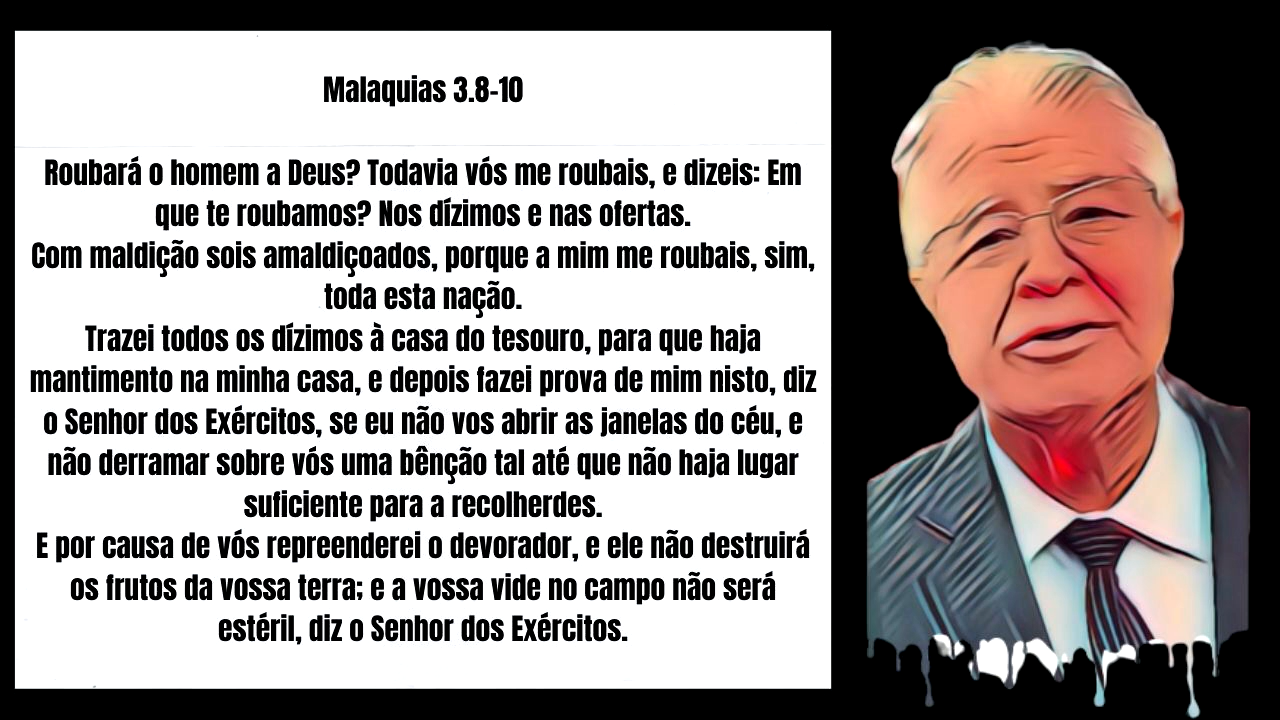 Malaquias 3.8-10
Roubará o homem a Deus? Todavia vós me roubais, e dizeis: Em
que te roubamos? Nos dízimos e nas ofertas.
Com maldição sois amaldiçoados, porque a mim me roubais, sim,
toda esta nação.
Trazei todos os dízimos à casa do tesouro, para que haja
mantimento na minha casa, e depois fazei prova de mim nisto, diz
o Senhor dos Exércitos, se eu não vos abrir as janelas do céu, e
não derramar sobre vós uma bênção tal até que não haja lugar
suficiente para a recolherdes.
E por causa de vós repreenderei o devorador, e ele não destruirá
os frutos da vossa terra; e a vossa vide no campo não será
estéril, diz o Senhor dos Exércitos.